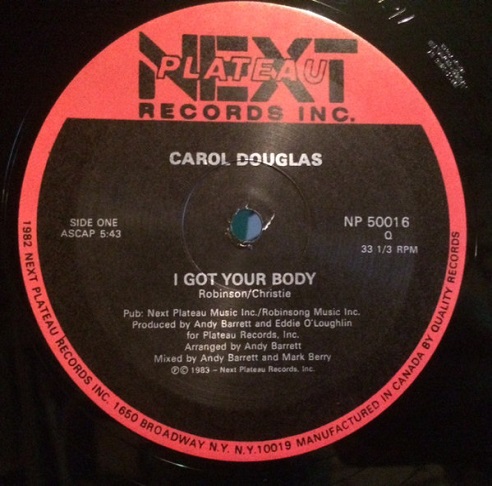 NEXT
PLATEAU
RECORDS INC.
CAROL DOUGLAS
SIDE ONE
ASCAP 5:43
NP 50016
Q
33 1/3 RPM
I GOT YOUR BODY
Robinson/Christie
Pub: Next Plateau Music Inc./Robinsong Music Inc.
Produced by Andy Barrett and Eddie O'Loughlin
for Plateau Records, Inc.
Arranged by Andy Barrett
Mixed by Andy Barrett and Mark Berry
Ⓟ© 1983 – Next Plateau Records, Inc.
1982 NEXT PLATEAU RECORDS INC. 1650 BROADWAY N.Y. N.Y.10019 MANUFACTURED IN CANADA BY QUALITY RECORDS